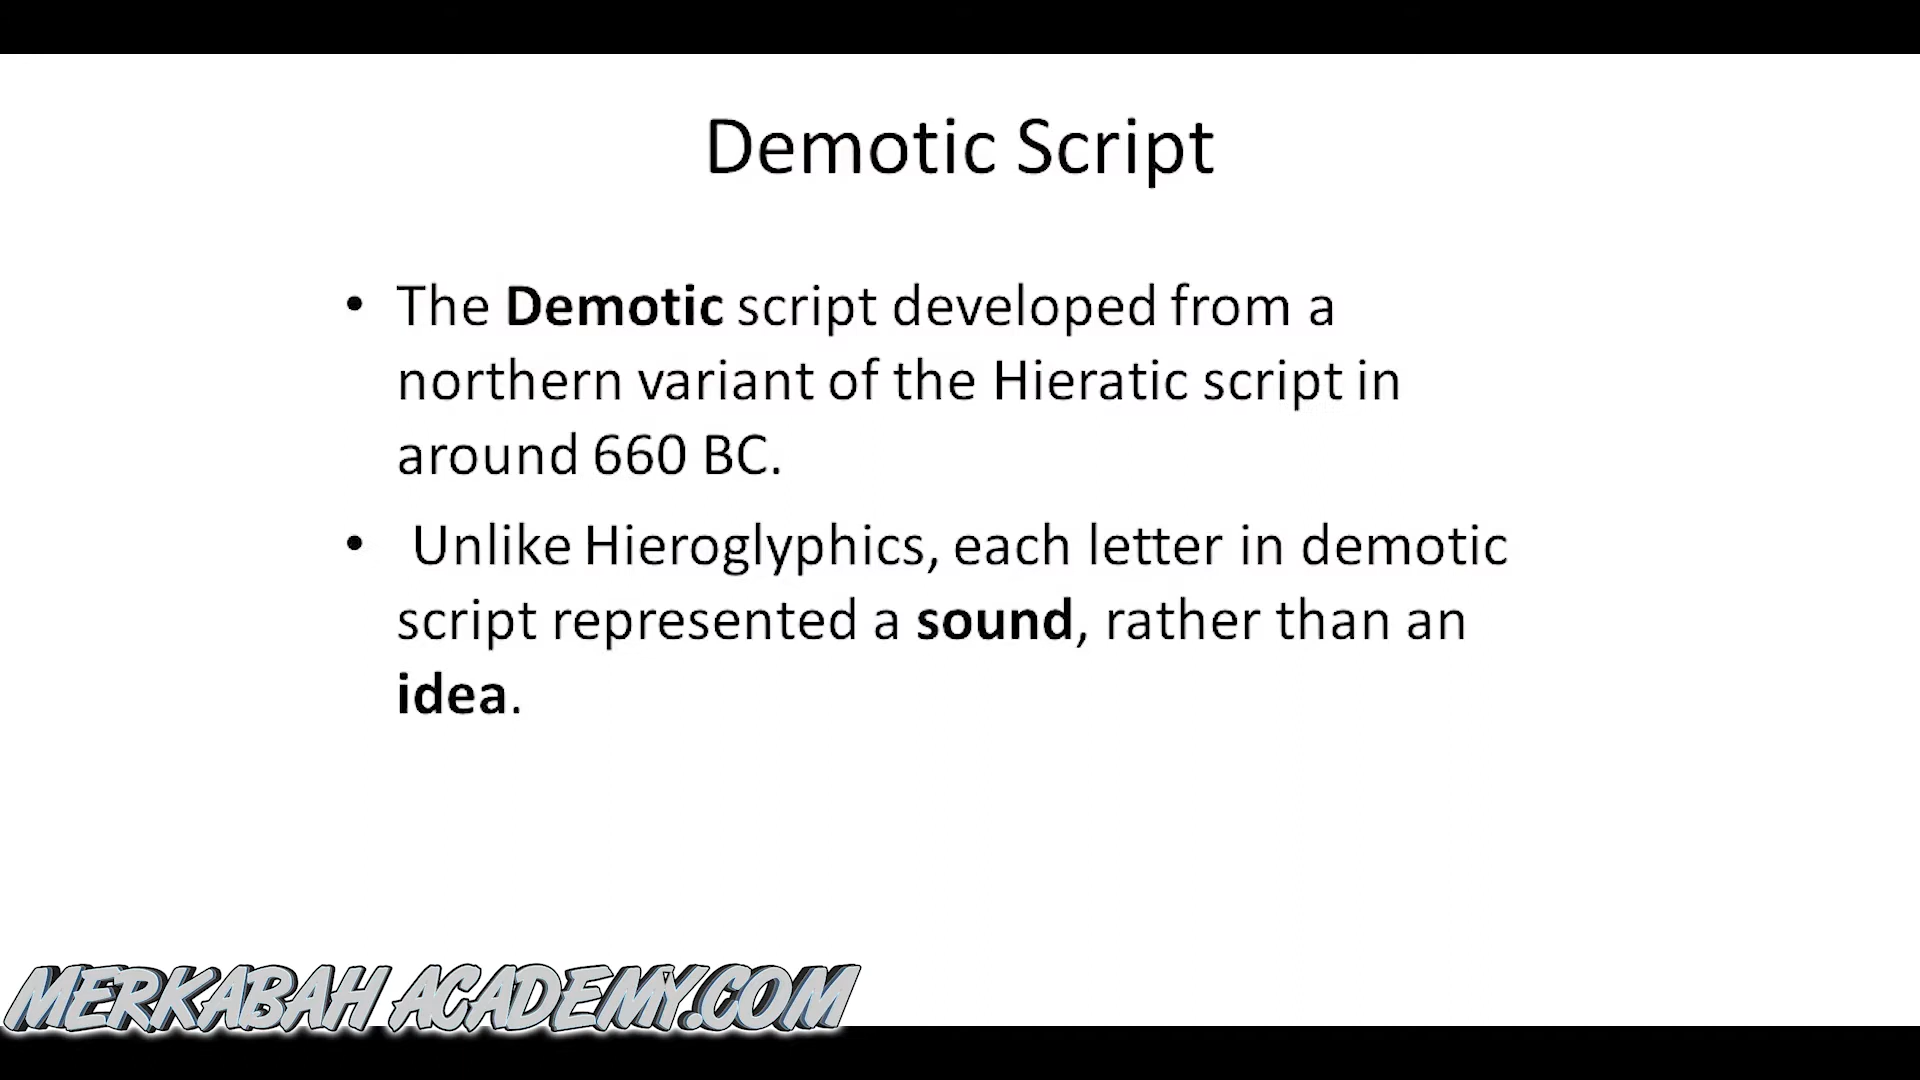 Demotic Script
• The Demotic script developed from a
northern variant of the Hieratic script in
around 660 BC.
• Unlike Hieroglyphics, each letter in demotic
script represented a sound, rather than an
idea.
MERKABAH ACADEMY.COM